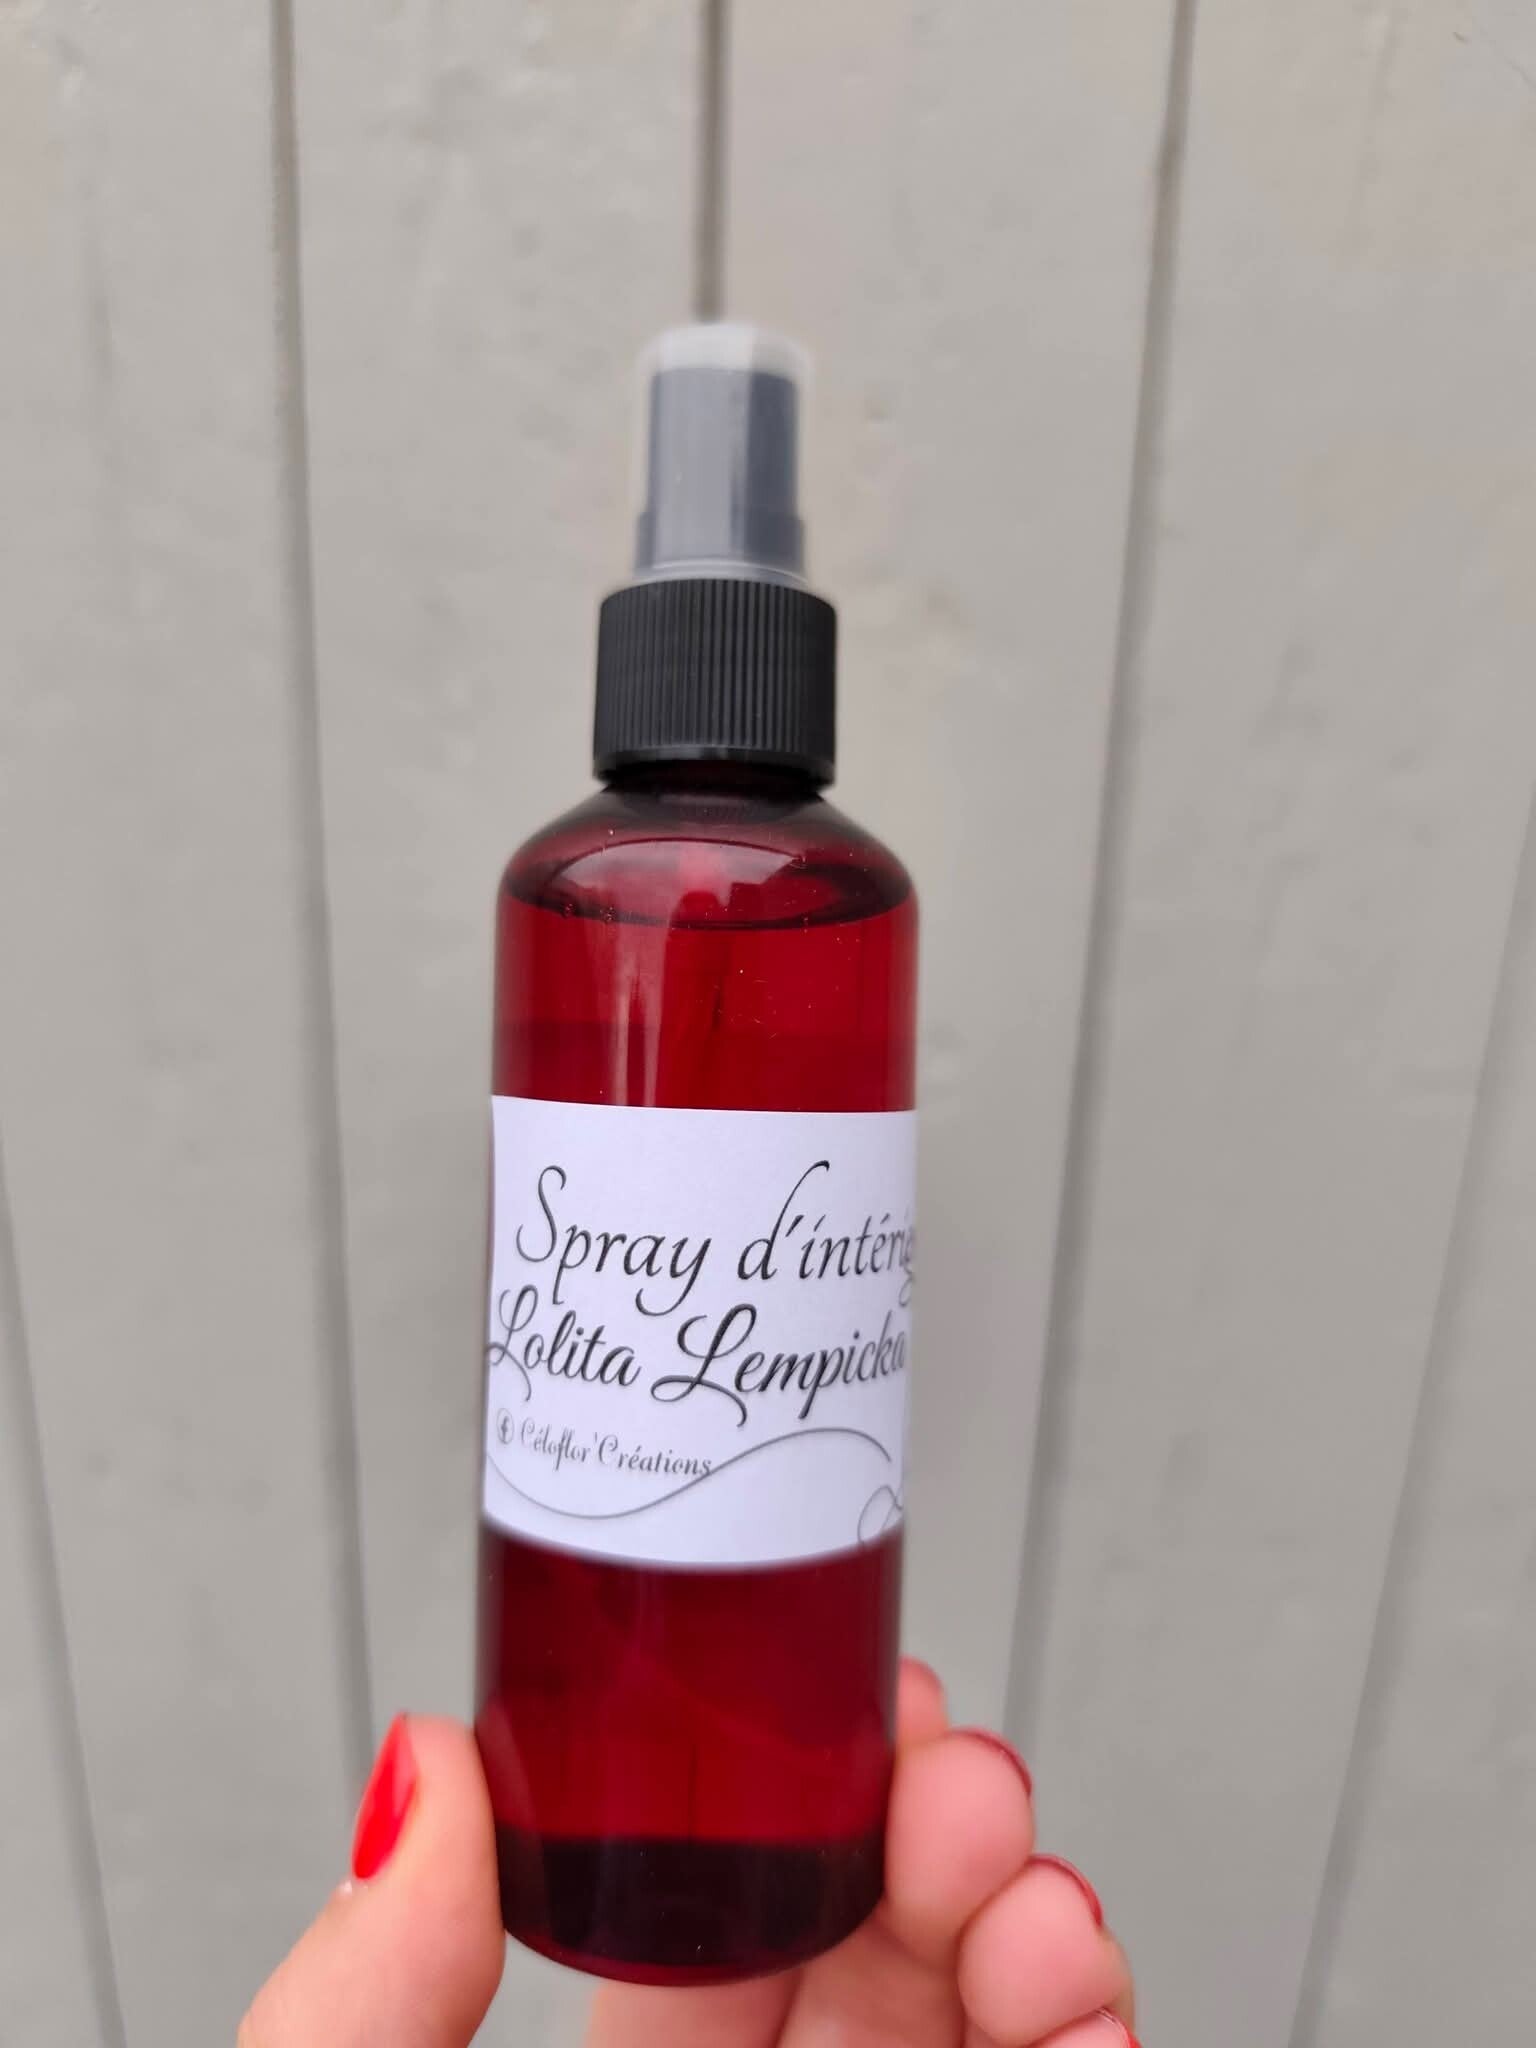 Spray d'intérie
Lolita Lempicka
Céloflor'Créations